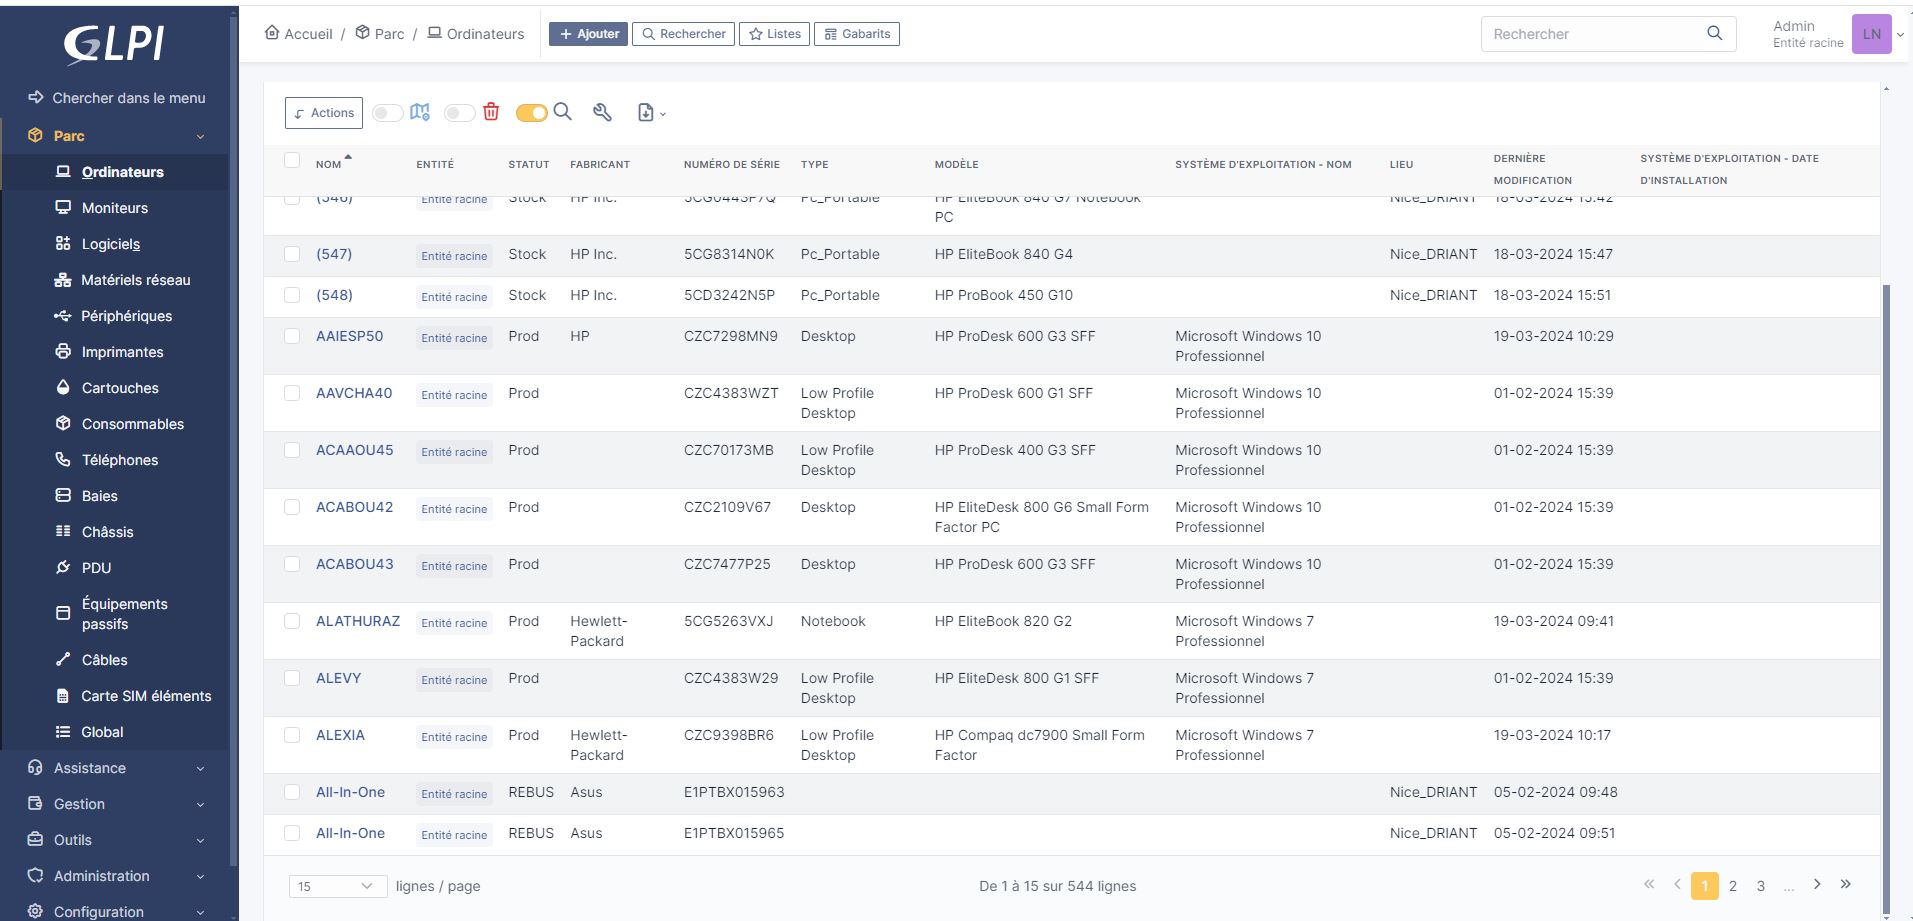 GLPI
Accueil / Parc / Ordinateurs
Ajouter Rechercher Listes Gabarits
Rechercher
Admin
Entité racine
LN
Chercher dans le menu
Parc
Ordinateurs
Moniteurs
Logiciels
Matériels réseau
Périphériques
Imprimantes
Cartouches
Consommables
Téléphones
Baies
Châssis
PDU
Équipements
passifs
Câbles
Carte SIM éléments
Global
Assistance
Gestion
Outils
Administration
Configuration
Actions
NOM ENTITÉ STATUT FABRICANT NUMÉRO DE SÉRIE TYPE MODÈLE SYSTÈME D'EXPLOITATION - NOM LIEU DERNIÈRE MODIFICATION SYSTÈME D'EXPLOITATION - DATE D'INSTALLATION
(546) Entité racine Stock HP Inc. 5CG044SP7Q Pc_Portable HP EliteBook 840 G7 Notebook Nice_DRIANT 18-03-2024 15:42
PC
(547) Entité racine Stock HP Inc. 5CG8314N0K Pc_Portable HP EliteBook 840 G4 Nice_DRIANT 18-03-2024 15:47
(548) Entité racine Stock HP Inc. 5CD3242N5P Pc_Portable HP ProBook 450 G10 Nice_DRIANT 18-03-2024 15:51
AAIESP50 Entité racine Prod HP CZC7298MN9 Desktop HP ProDesk 600 G3 SFF Microsoft Windows 10 19-03-2024 10:29
Professionnel
AAVCHA40 Entité racine Prod CZC4383WZT Low Profile HP ProDesk 600 G1 SFF Microsoft Windows 10 01-02-2024 15:39
Desktop Professionnel
ACAAOU45 Entité racine Prod CZC70173MB Low Profile HP ProDesk 400 G3 SFF Microsoft Windows 10 01-02-2024 15:39
Desktop Professionnel
ACABOU42 Entité racine Prod CZC2109V67 Desktop HP EliteDesk 800 G6 Small Form Microsoft Windows 10 01-02-2024 15:39
Factor PC Professionnel
ACABOU43 Entité racine Prod CZC7477P25 Desktop HP ProDesk 600 G3 SFF Microsoft Windows 10 01-02-2024 15:39
Professionnel
ALATHURAZ Entité racine Prod Hewlett- 5CG5263VXJ Notebook HP EliteBook 820 G2 Microsoft Windows 7 19-03-2024 09:41
Packard Professionnel
ALEVY Entité racine Prod CZC4383W29 Low Profile HP EliteDesk 800 G1 SFF Microsoft Windows 7 01-02-2024 15:39
Desktop Professionnel
ALEXIA Entité racine Prod Hewlett- CZC9398BR6 Low Profile HP Compaq dc7900 Small Form Microsoft Windows 7 19-03-2024 10:17
Packard Desktop Factor Professionnel
All-In-One Entité racine REBUS Asus E1PTBX015963 Nice_DRIANT 05-02-2024 09:48
All-In-One Entité racine REBUS Asus E1PTBX015965 Nice_DRIANT 05-02-2024 09:51
15 lignes / page
De 1 à 15 sur 544 lignes
« ‹ 1 2 3 ... › »